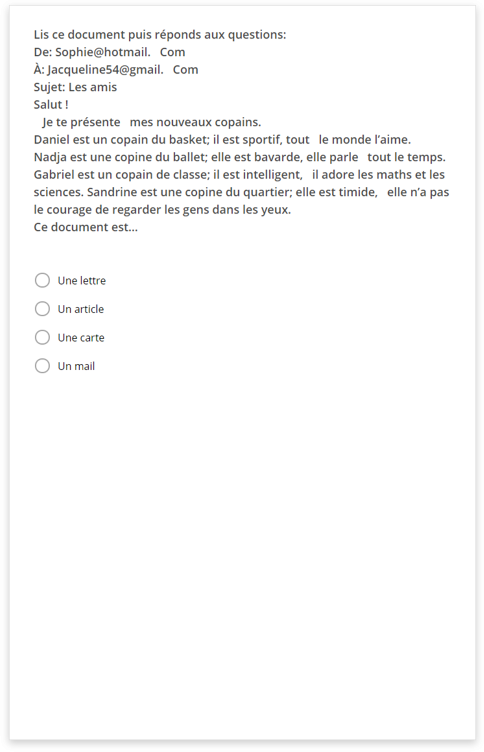 Lis ce document puis réponds aux questions:
De: Sophie@hotmail.   Com
À: Jacqueline54@gmail.   Com
Sujet: Les amis
Salut !
   Je te présente   mes nouveaux copains.
Daniel est un copain du basket; il est sportif, tout   le monde l’aime.
Nadja est une copine du ballet; elle est bavarde, elle parle   tout le temps.
Gabriel est un copain de classe; il est intelligent,   il adore les maths et les
sciences. Sandrine est une copine du quartier; elle est timide,   elle n’a pas
le courage de regarder les gens dans les yeux.
Ce document est...
Une lettre
Un article
Une carte
Un mail